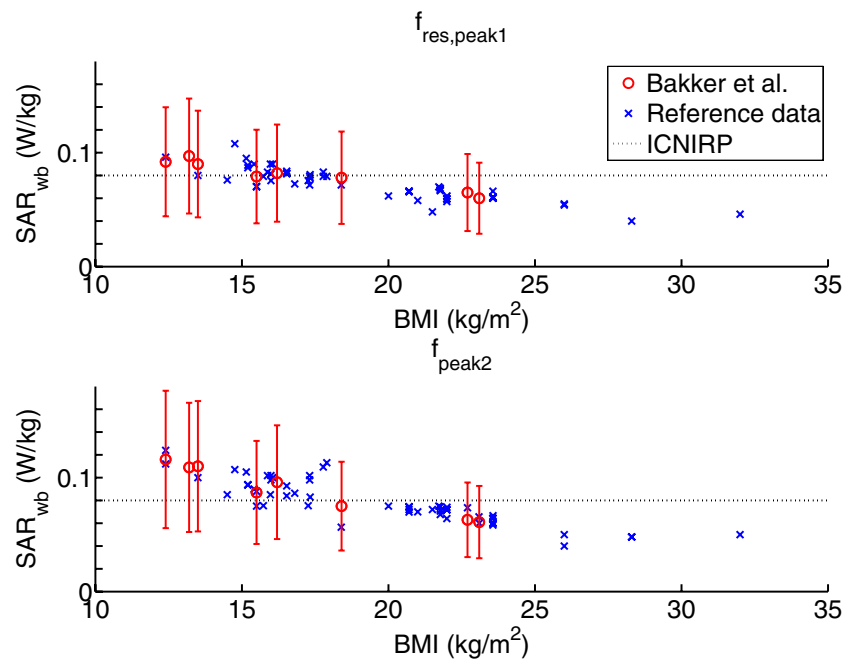 f_res,peak1
SAR_wb (W/kg)
0.1
0
Bakker et al.
Reference data
ICNIRP
10 15 20 25 30 35
BMI (kg/m²)
f_peak2
SAR_wb (W/kg)
0.1
0
10 15 20 25 30 35
BMI (kg/m²)